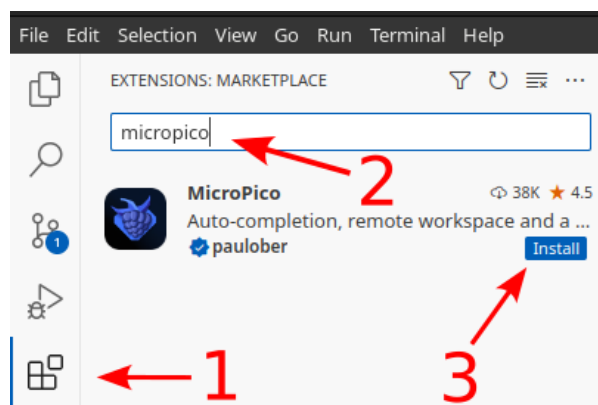 File Edit Selection View Go Run Terminal Help
EXTENSIONS: MARKETPLACE
micropico
2
MicroPico 38K 4.5
Auto-completion, remote workspace and a ...
paulober Install
1
1
3